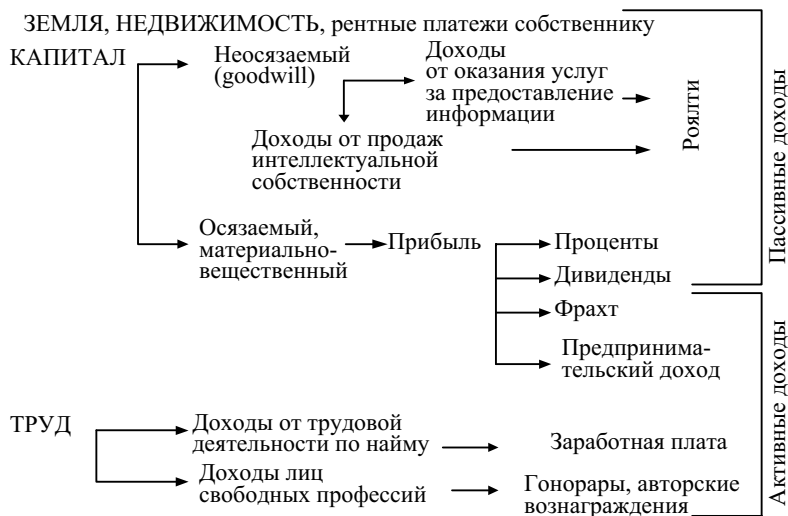 ЗЕМЛЯ, НЕДВИЖИМОСТЬ, рентные платежи собственнику
КАПИТАЛ
Неосязаемый
(goodwill)
Доходы
от оказания услуг
за предоставление
информации
Доходы от продаж
интеллектуальной
собственности
Роялти
Осязаемый,
материально-
вещественный
Прибыль
Проценты
Дивиденды
Фрахт
Предпринима-
тельский доход
Пассивные доходы
ТРУД
Доходы от трудовой
деятельности по найму
Заработная плата
Доходы лиц
свободных профессий
Гонорары, авторские
вознаграждения
Активные доходы